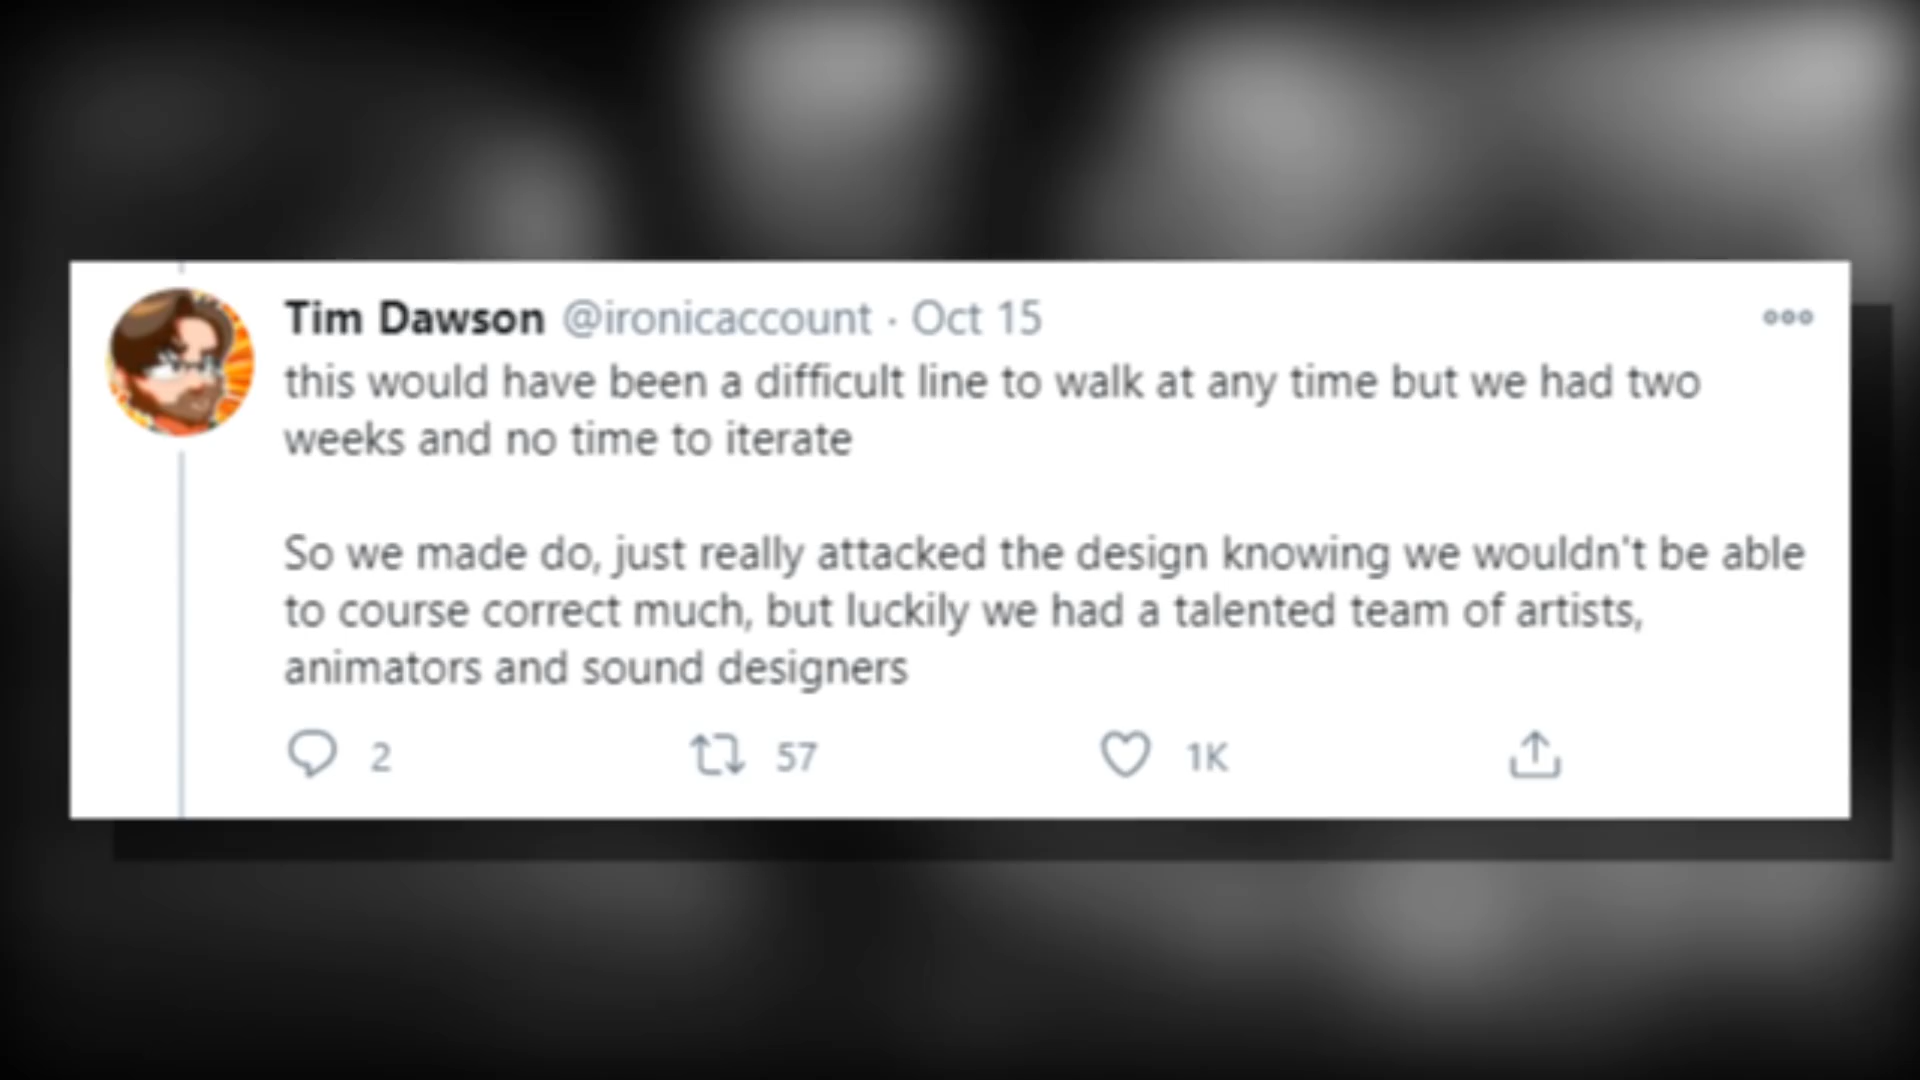 Tim Dawson @ironicaccount · Oct 15
this would have been a difficult line to walk at any time but we had two
weeks and no time to iterate
So we made do, just really attacked the design knowing we wouldn't be able
to course correct much, but luckily we had a talented team of artists,
animators and sound designers
2 57 1K